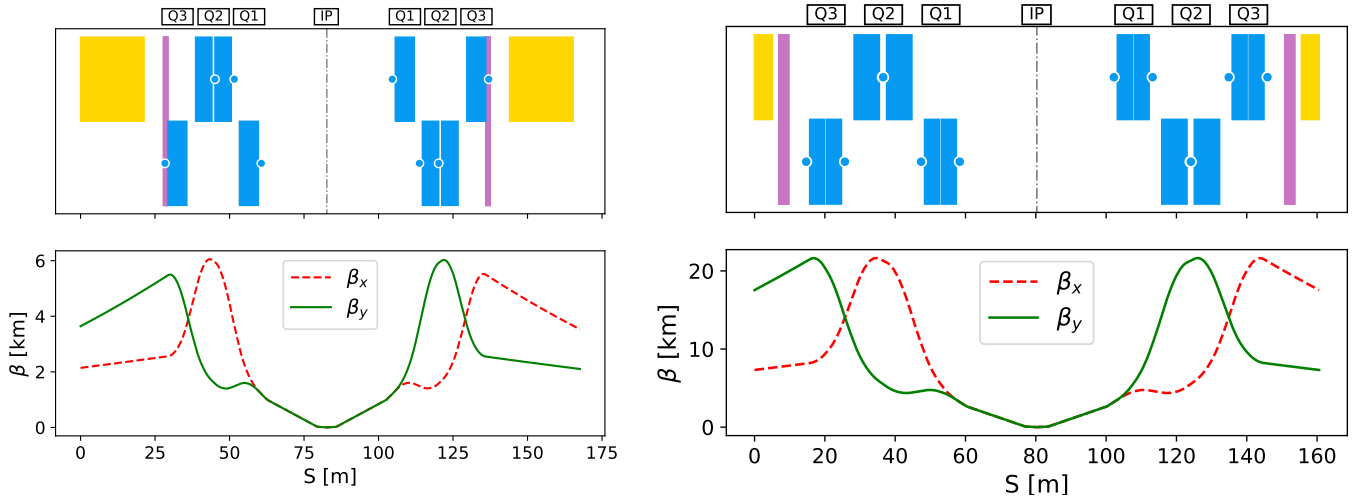 Q3 Q2 Q1 IP Q1 Q2 Q3
β [km]
6
4
2
0
βx
βy
0 25 50 75 100 125 150 175
S [m]
Q3 Q2 Q1 IP Q1 Q2 Q3
β [km]
20
10
0
βx
βy
0 20 40 60 80 100 120 140 160
S [m]